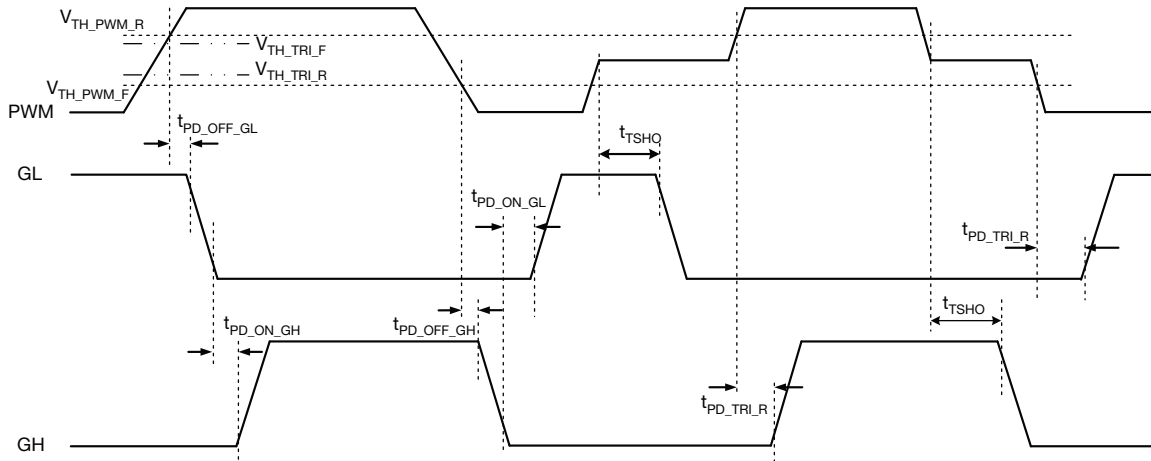 V_TH_PWM_R
V_TH_TRI_F
V_TH_TRI_R
V_TH_PWM_F
PWM
t_PD_OFF_GL
t_TSHO
GL
t_PD_ON_GL
t_PD_TRI_R
t_TSHO
t_PD_ON_GH
t_PD_OFF_GH
t_PD_TRI_R
GH